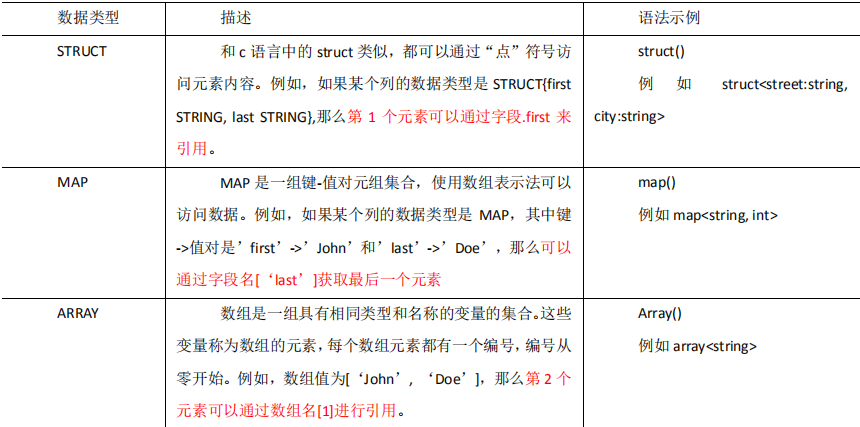 数据类型 描述 语法示例
STRUCT 和 c 语言中的 struct 类似，都可以通过“点”符号访 struct()
问元素内容。例如，如果某个列的数据类型是 STRUCT{first 例如 struct<street:string,
STRING, last STRING},那么第 1 个元素可以通过字段.first 来 city:string>
引用。
MAP MAP 是一组键-值对元组集合，使用数组表示法可以 map()
访问数据。例如，如果某个列的数据类型是 MAP，其中键 例如 map<string, int>
->值对是’first’->’John’和’last’->’Doe’，那么可以
通过字段名[‘last’]获取最后一个元素
ARRAY 数组是一组具有相同类型和名称的变量的集合。这些 Array()
变量称为数组的元素，每个数组元素都有一个编号，编号从 例如 array<string>
零开始。例如，数组值为[‘John’, ‘Doe’]，那么第 2 个
元素可以通过数组名[1]进行引用。